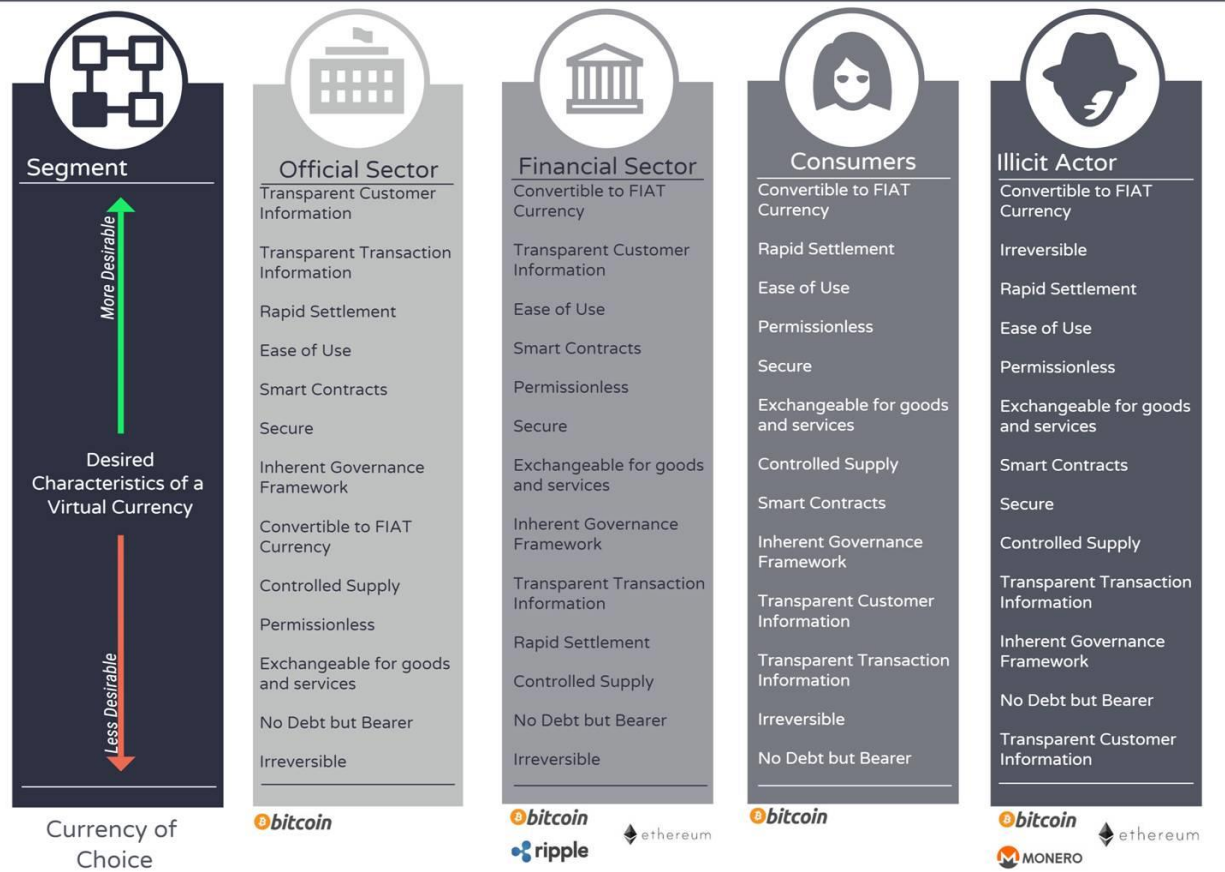 Segment
More Desirable
Desired
Characteristics of a
Virtual Currency
Less Desirable
Currency of
Choice
Official Sector
Transparent Customer
Information
Transparent Transaction
Information
Rapid Settlement
Ease of Use
Smart Contracts
Secure
Inherent Governance
Framework
Convertible to FIAT
Currency
Controlled Supply
Permissionless
Exchangeable for goods
and services
No Debt but Bearer
Irreversible
bitcoin
Financial Sector
Convertible to FIAT
Currency
Transparent Customer
Information
Ease of Use
Smart Contracts
Permissionless
Secure
Exchangeable for goods
and services
Inherent Governance
Framework
Transparent Transaction
Information
Rapid Settlement
Controlled Supply
No Debt but Bearer
Irreversible
bitcoin
ethereum
ripple
Consumers
Convertible to FIAT
Currency
Rapid Settlement
Ease of Use
Permissionless
Secure
Exchangeable for goods
and services
Controlled Supply
Smart Contracts
Inherent Governance
Framework
Transparent Customer
Information
Transparent Transaction
Information
Irreversible
No Debt but Bearer
bitcoin
Illicit Actor
Convertible to FIAT
Currency
Irreversible
Rapid Settlement
Ease of Use
Permissionless
Exchangeable for goods
and services
Smart Contracts
Secure
Controlled Supply
Transparent Transaction
Information
Inherent Governance
Framework
No Debt but Bearer
Transparent Customer
Information
bitcoin
ethereum
MONERO